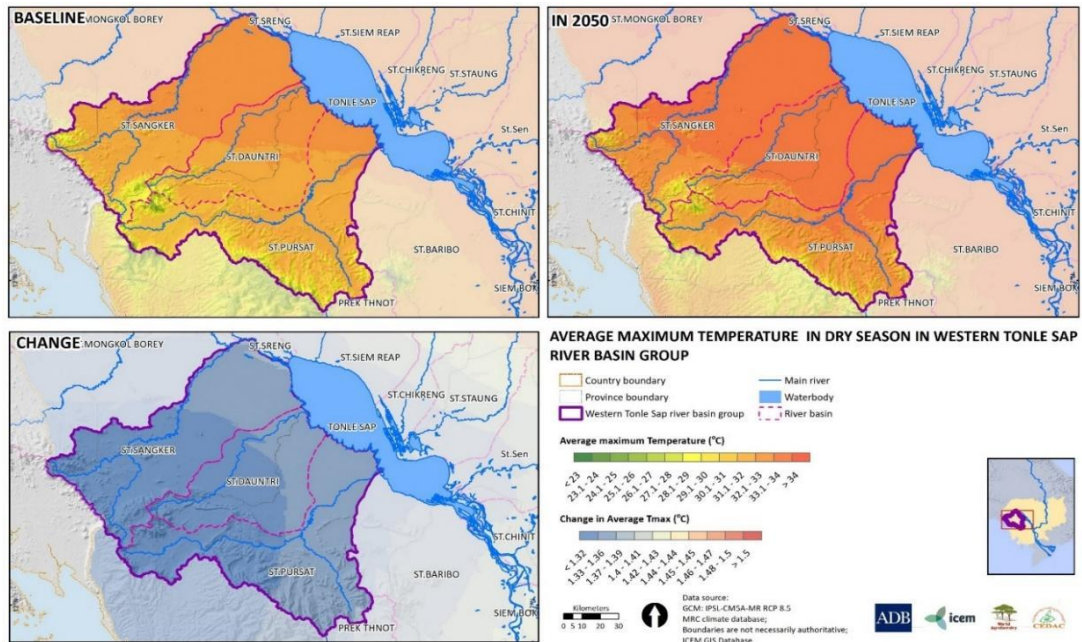 BASELINE
ST.MONGKOL BOREY
ST.SRENG
ST.SIEM REAP
ST.CHIKRENG
ST.STAUNG
TONLE SAP
ST.SANGKER
St.Sen
ST.DAUNTRI
ST.CHINIT
ST.PURSAT
ST.BARIBO
SIEM BOK
PREK THNOT
IN 2050
ST.MONGKOL BOREY
ST.SRENG
ST.SIEM REAP
ST.CHIKRENG
ST.STAUNG
TONLE SAP
ST.SANGKER
St.Sen
ST.DAUNTRI
ST.CHINIT
ST.PURSAT
ST.BARIBO
SIEM BOK
PREK THNOT
CHANGE
MONGKOL BOREY
ST.SRENG
ST.SIEM REAP
ST.CHIKRENG
ST.STAUNG
TONLE SAP
ST.SANGKER
St.Sen
ST.DAUNTRI
ST.CHINIT
ST.PURSAT
ST.BARIBO
SIEM BOK
PREK THNOT
AVERAGE MAXIMUM TEMPERATURE IN DRY SEASON IN WESTERN TONLE SAP
RIVER BASIN GROUP
Country boundary
Main river
Province boundary
Waterbody
Western Tonle Sap river basin group
River basin
Average maximum Temperature (°C)
< 23
23.1 - 24
24.1 - 25
25.1 - 26
26.1 - 27
27.1 - 28
28.1 - 29
29.1 - 30
30.1 - 31
31.1 - 32
32.1 - 33
33.1 - 34
> 34
Change in Average Tmax (°C)
< 1.32
1.33 - 1.36
1.37 - 1.39
1.4 - 1.41
1.42 - 1.43
1.44 - 1.44
1.45 - 1.45
1.46 - 1.47
1.48 - 1.5
> 1.5
Kilometers
0 5 10 20 30
Data source:
GCM: IPSL-CM5A-MR RCP 8.5
MRC climate database;
Boundaries are not necessarily authoritative;
ICEM GIS Database
ADB
icem
World
Agroforestry
CEDAC